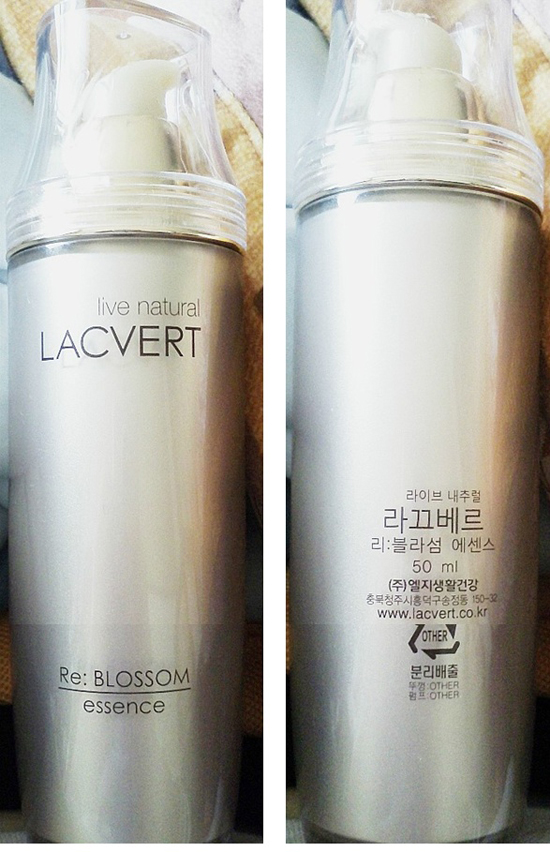 live natural
LACVERT
Re: BLOSSOM
essence
라이브 내추럴
라끄베르
리:블라섬 에센스
50 ml
(주)엘지생활건강
충북청주시흥덕구송정동 150-32
www.lacvert.co.kr
OTHER
분리배출
뚜껑:OTHER
펌프:OTHER